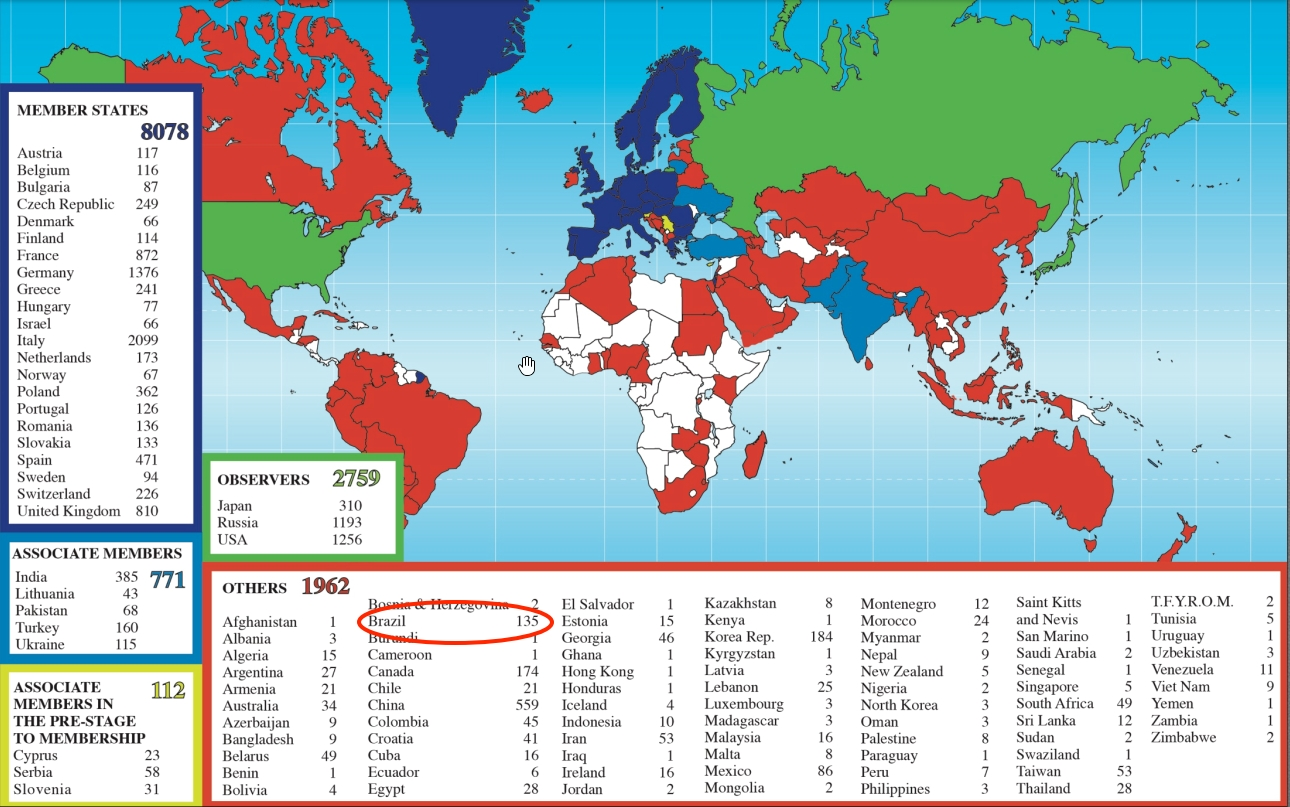 MEMBER STATES
8078
Austria 117
Belgium 116
Bulgaria 87
Czech Republic 249
Denmark 66
Finland 114
France 872
Germany 1376
Greece 241
Hungary 77
Israel 66
Italy 2099
Netherlands 173
Norway 67
Poland 362
Portugal 126
Romania 136
Slovakia 133
Spain 471
Sweden 94
Switzerland 226
United Kingdom 810
ASSOCIATE MEMBERS
771
India 385
Lithuania 43
Pakistan 68
Turkey 160
Ukraine 115
ASSOCIATE 112
MEMBERS IN
THE PRE-STAGE
TO MEMBERSHIP
Cyprus 23
Serbia 58
Slovenia 31
OBSERVERS 2759
Japan 310
Russia 1193
USA 1256
OTHERS 1962
Afghanistan 1
Albania 3
Algeria 15
Argentina 27
Armenia 21
Australia 34
Azerbaijan 9
Bangladesh 9
Belarus 49
Benin 1
Bolivia 4
Bosnia & Herzegovina 2
Brazil 135
Burundi 1
Cameroon 1
Canada 174
Chile 21
China 559
Colombia 45
Croatia 41
Cuba 16
Ecuador 6
Egypt 28
El Salvador 1
Estonia 15
Georgia 46
Ghana 1
Hong Kong 1
Honduras 1
Iceland 4
Indonesia 10
Iran 53
Iraq 1
Ireland 16
Jordan 2
Kazakhstan 8
Kenya 1
Korea Rep. 184
Kyrgyzstan 1
Latvia 3
Lebanon 25
Luxembourg 3
Madagascar 3
Malaysia 16
Malta 8
Mexico 86
Mongolia 2
Montenegro 12
Morocco 24
Myanmar 2
Nepal 9
New Zealand 5
Nigeria 2
North Korea 3
Oman 3
Palestine 8
Paraguay 1
Peru 7
Philippines 3
Saint Kitts
and Nevis 1
San Marino 1
Saudi Arabia 2
Senegal 1
Singapore 5
South Africa 49
Sri Lanka 12
Sudan 2
Swaziland 1
Taiwan 53
Thailand 28
T.F.Y.R.O.M. 2
Tunisia 5
Uruguay 1
Uzbekistan 3
Venezuela 11
Viet Nam 9
Yemen 1
Zambia 1
Zimbabwe 2